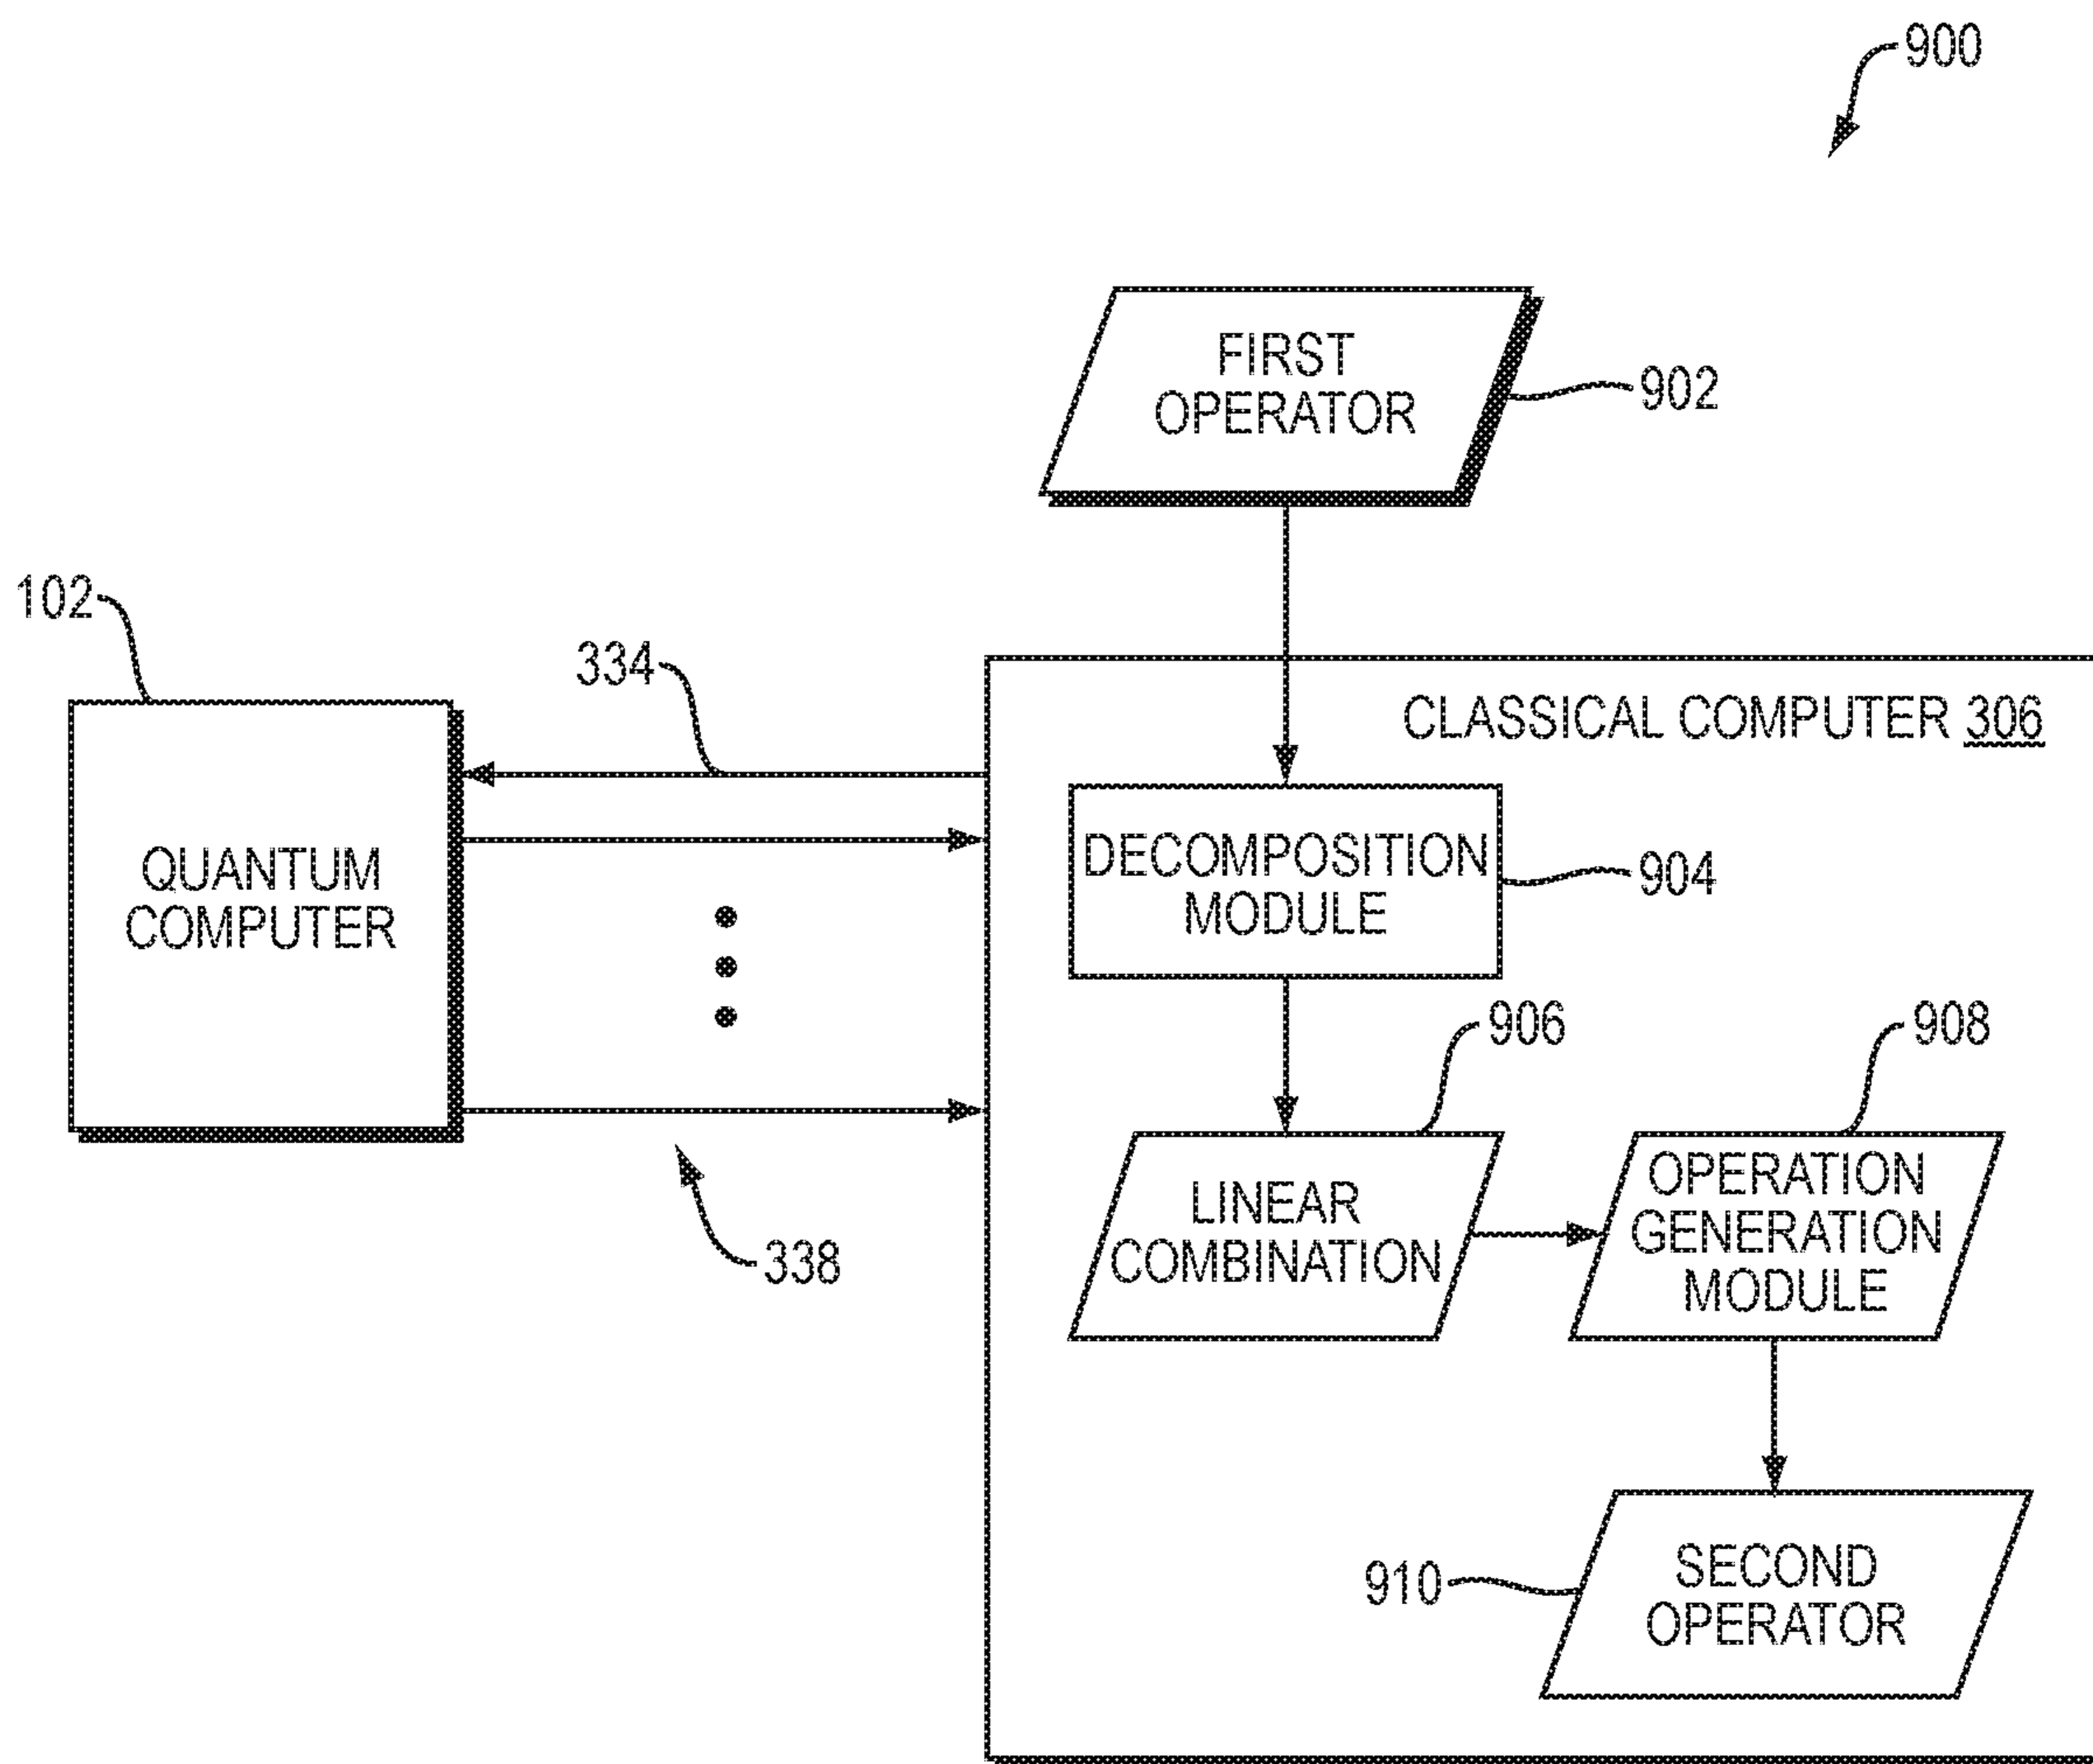 900
FIRST
OPERATOR
902
102
334
CLASSICAL COMPUTER 306
QUANTUM
COMPUTER
DECOMPOSITION
MODULE
904
906
908
LINEAR
COMBINATION
OPERATION
GENERATION
MODULE
338
910
SECOND
OPERATOR